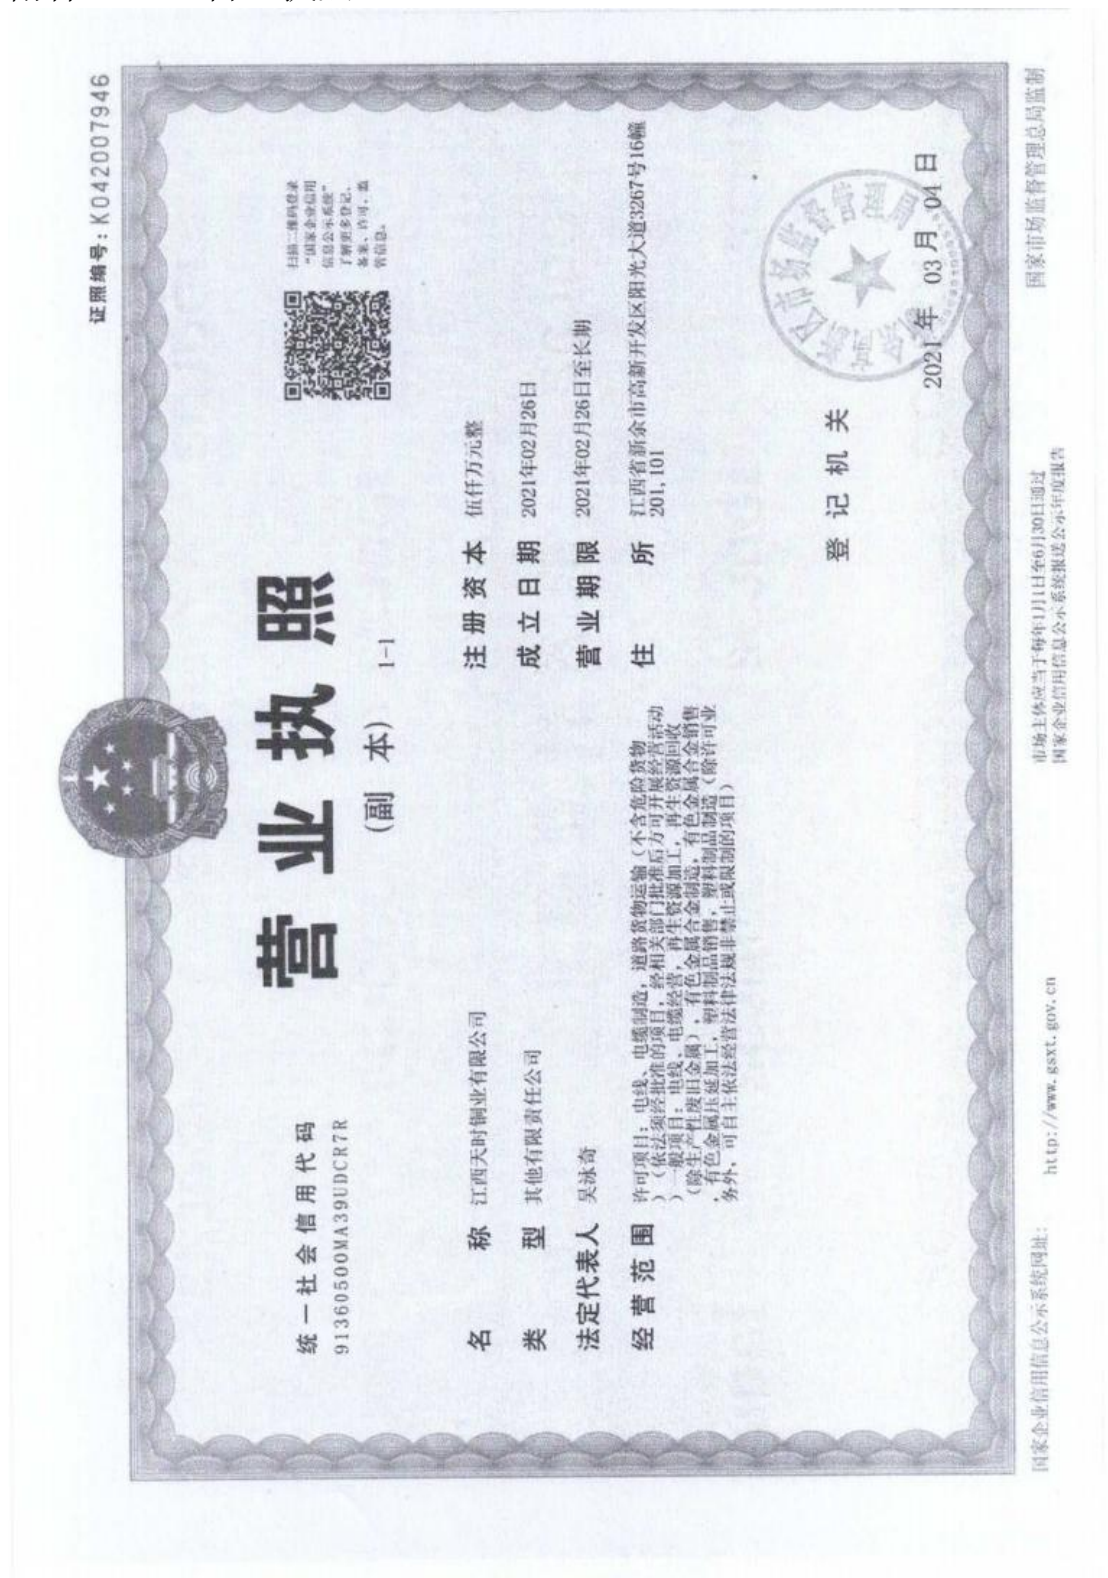 证照编号：K042007946
统一社会信用代码
91360500MA39UDCR7R
营业执照
(副 本) 1-1
扫描二维码登录
“国家企业信用
信息公示系统”
了解更多登记、
备案、许可、监
管信息。
名 称 江西天时铜业有限公司
类 型 其他有限责任公司
法定代表人 吴泳奇
经营范围 许可项目：电线、电缆制造，道路货物运输（不含危险货物
）（依法须经批准的项目，经相关部门批准后方可开展经营活动
）一般项目：电线、电缆经营，再生资源加工，再生资源回收
（除生产性废旧金属），有色金属合金制造，有色金属合金销售
，有色金属压延加工，塑料制品销售，塑料制品制造（除许可业
务外，可自主依法经营法律法规非禁止或限制的项目）
注册资本 伍仟万元整
成立日期 2021年02月26日
营业期限 2021年02月26日至长期
住 所 江西省新余市高新开发区阳光大道3267号16幢
201,101
登记机关
市场监督管理局
2021年 03月 04日
国家企业信用信息公示系统网址：
http://www.gsxt.gov.cn
市场主体应当于每年1月1日至6月30日通过
国家企业信用信息公示系统报送公示年度报告
国家市场监督管理总局监制